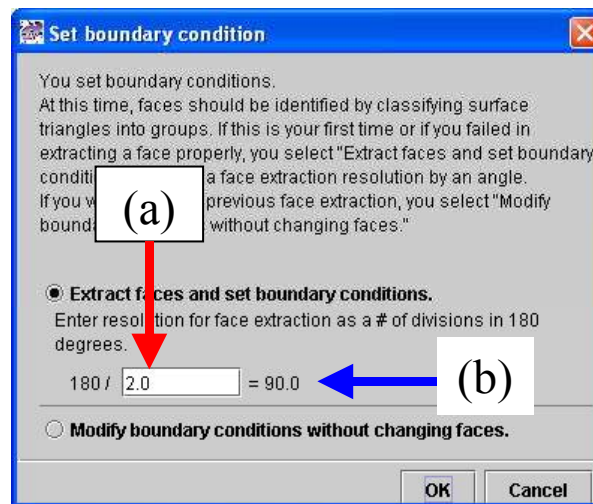 Set boundary condition
You set boundary conditions.
At this time, faces should be identified by classifying surface
triangles into groups. If this is your first time or if you failed in
extracting a face properly, you select "Extract faces and set boundary
condit a face extraction resolution by an angle.
If you w previous face extraction, you select "Modify
bound without changing faces."
(a)
Extract faces and set boundary conditions.
Enter resolution for face extraction as a # of divisions in 180
degrees.
180 / 2.0 = 90.0
(b)
Modify boundary conditions without changing faces.
OK Cancel